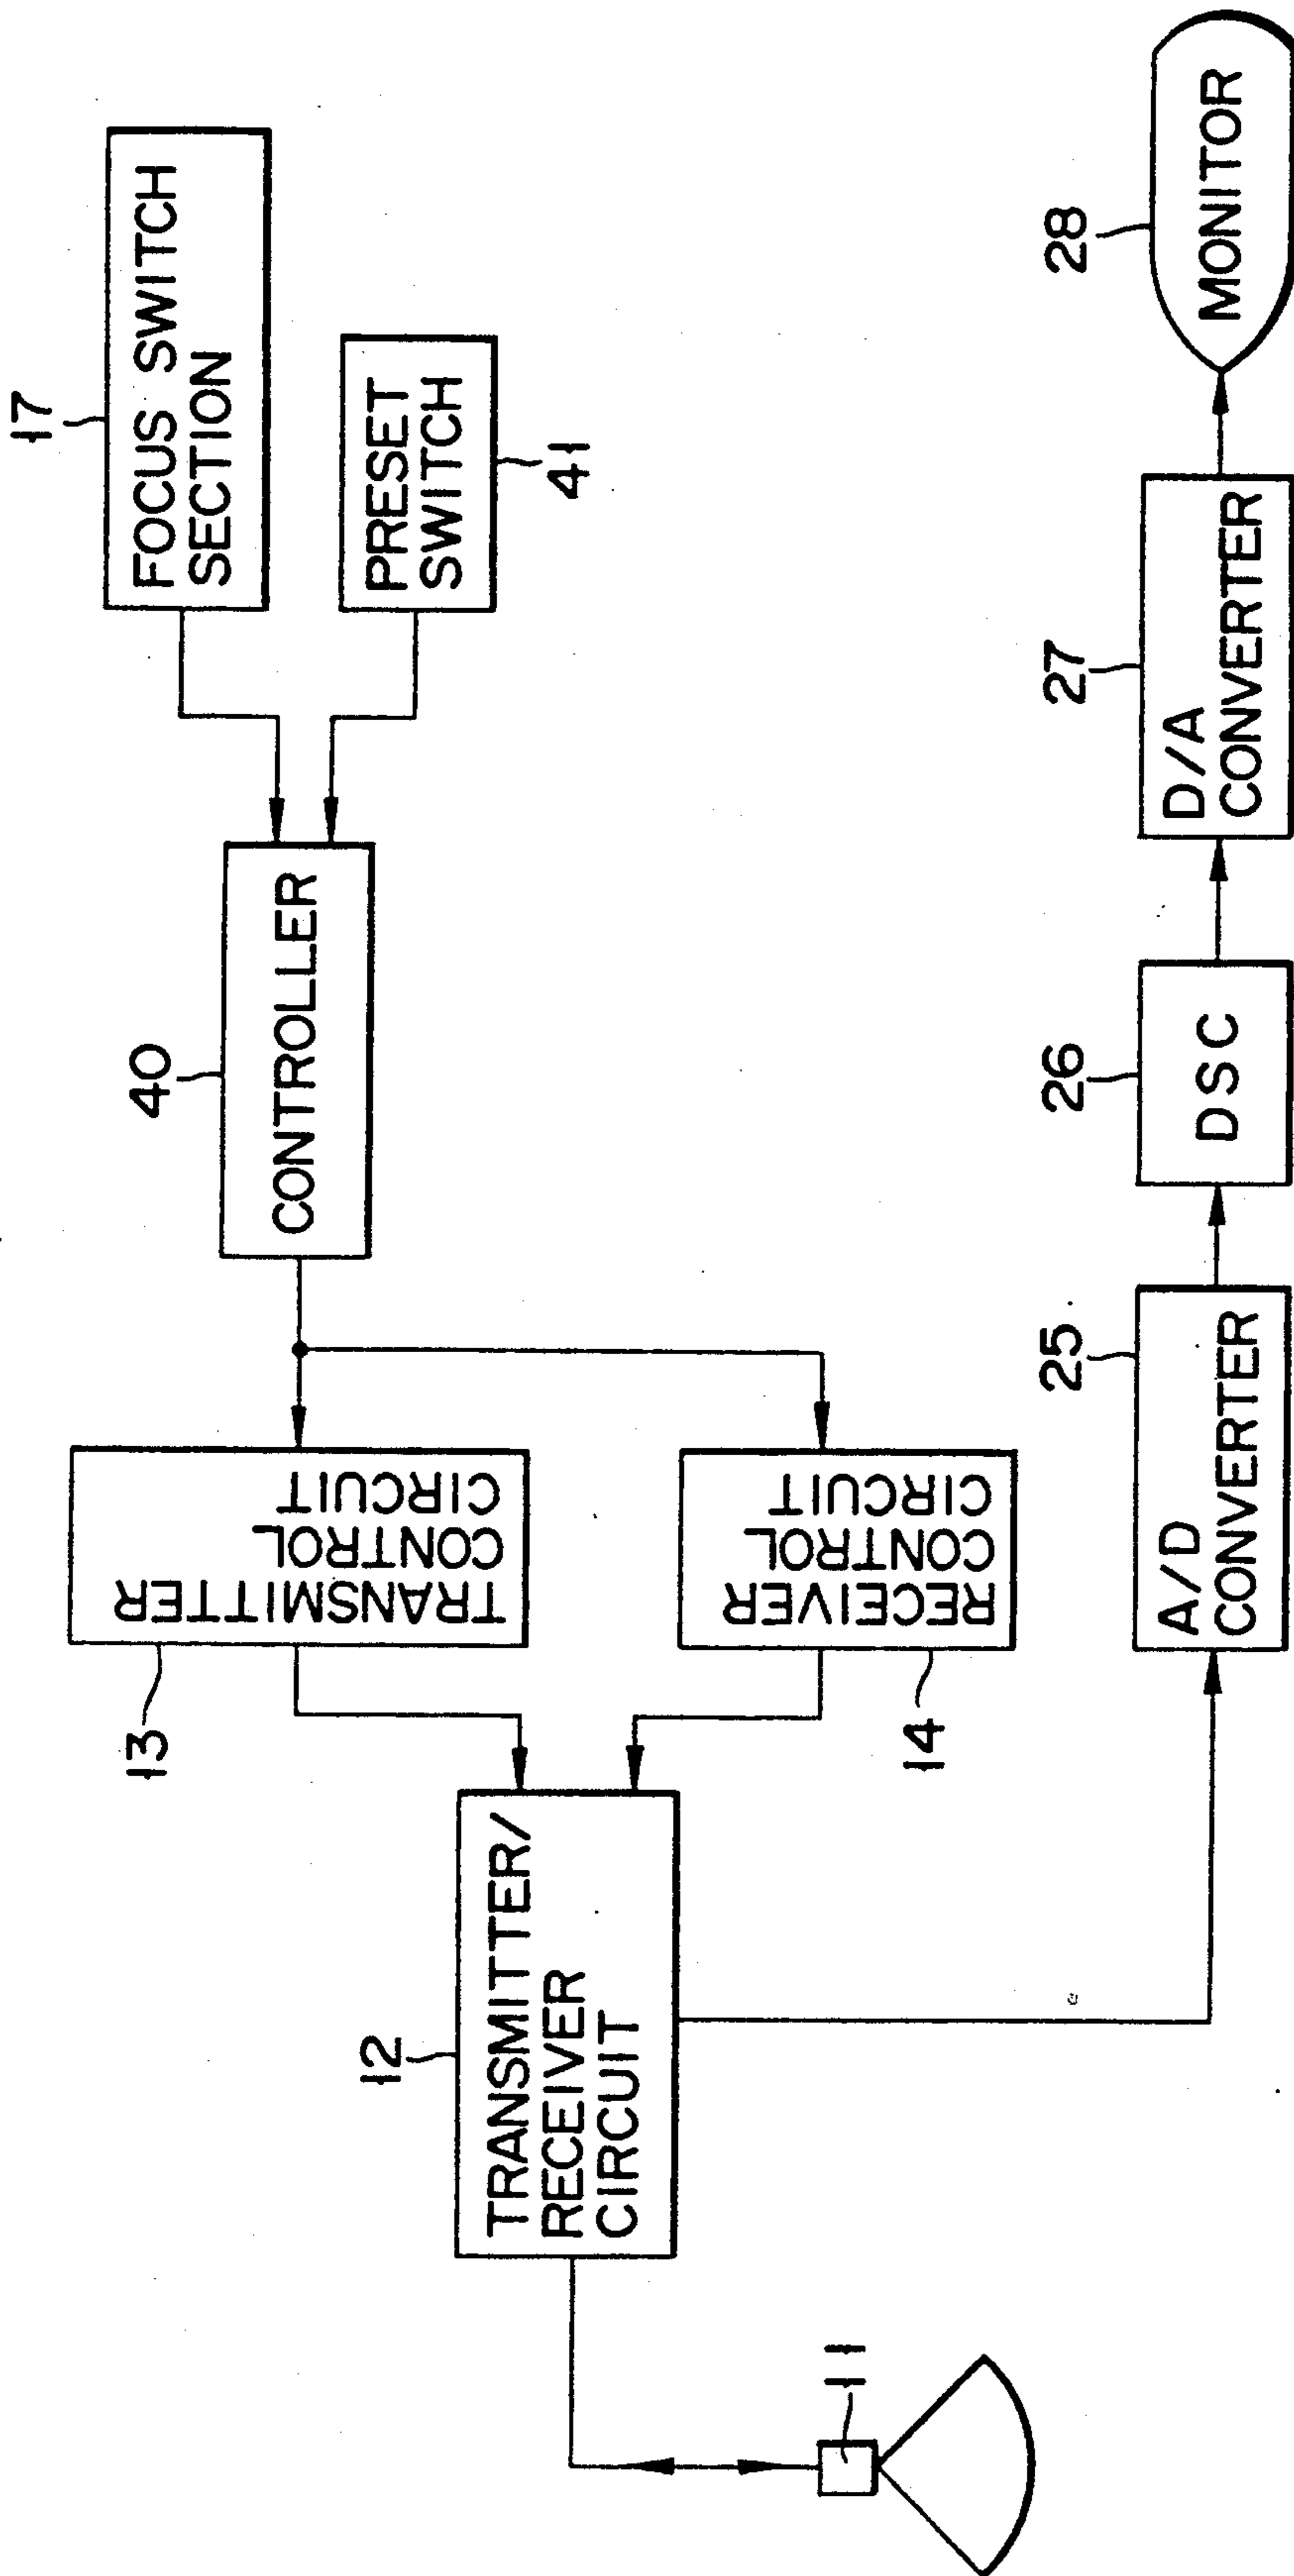 17
FOCUS SWITCH
SECTION
PRESET
SWITCH
41
40
CONTROLLER
13
TRANSMITTER
CONTROL
CIRCUIT
14
RECEIVER
CONTROL
CIRCUIT
12
TRANSMITTER/
RECEIVER
CIRCUIT
11
25
A/D
CONVERTER
26
DSC
27
D/A
CONVERTER
28
MONITOR